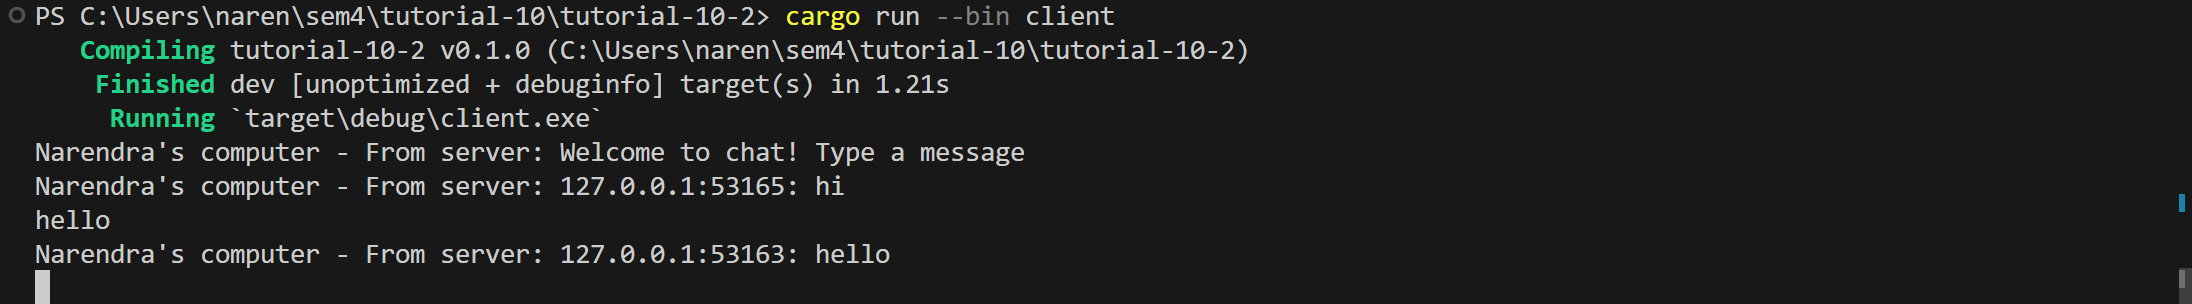 PS C:\Users\naren\sem4\tutorial-10\tutorial-10-2> cargo run --bin client
Compiling tutorial-10-2 v0.1.0 (C:\Users\naren\sem4\tutorial-10\tutorial-10-2)
Finished dev [unoptimized + debuginfo] target(s) in 1.21s
Running `target\debug\client.exe`
Narendra's computer - From server: Welcome to chat! Type a message
Narendra's computer - From server: 127.0.0.1:53165: hi
hello
Narendra's computer - From server: 127.0.0.1:53163: hello